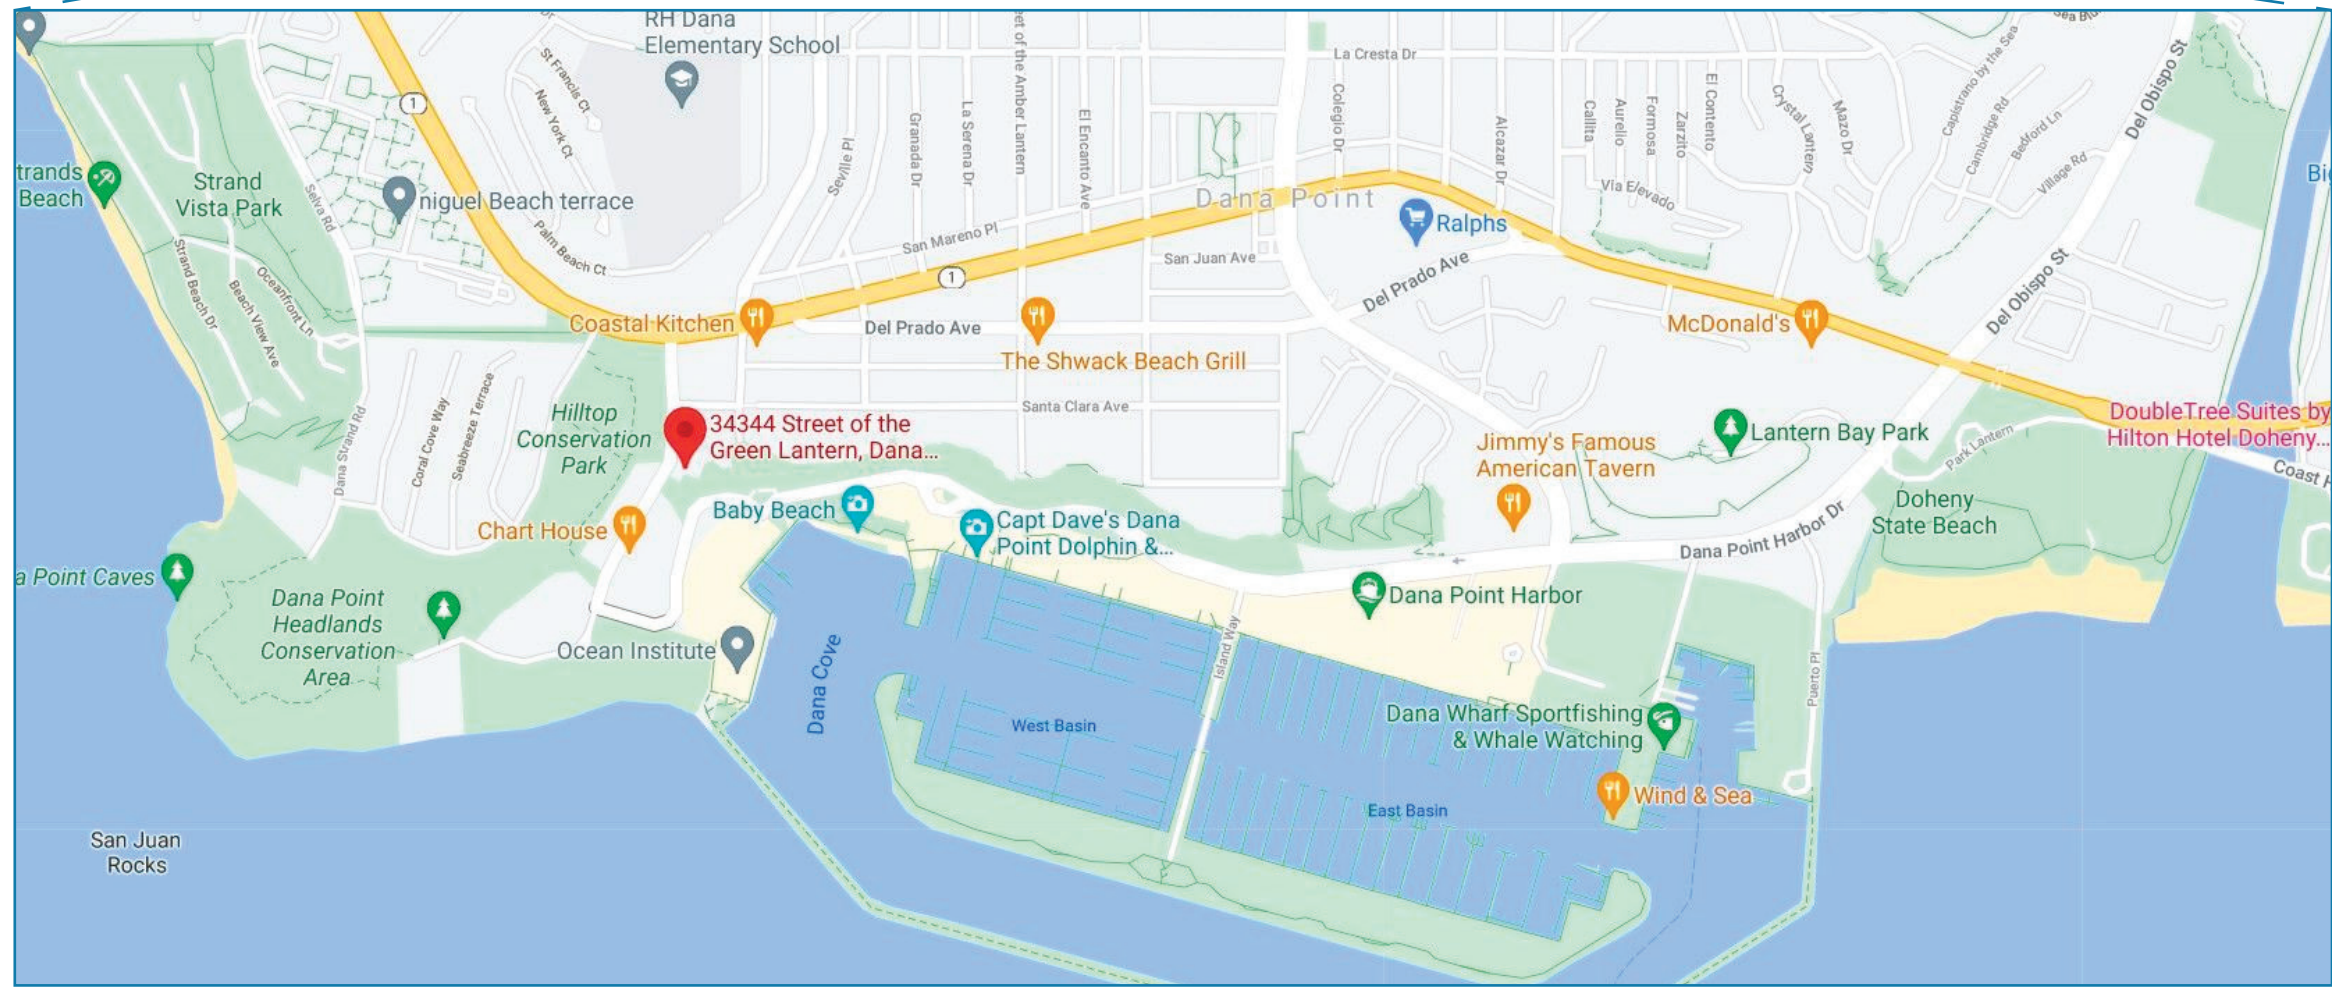 RH Dana
Elementary School
St Francis Ct
New York Ct
1
Seville Pl
Granada Dr
La Serena Dr
eet of the Amber Lantern
El Encanto Ave
La Cresta Dr
Colegio Dr
Alcazar Dr
Callita
Aurelio
Formosa
Zarzito
El Contento
Crystal Lantern
Mazo Dr
Capistrano by the Sea
Cambridge Rd
Bedford Ln
Village Rd
Del Obispo St
trands
Beach
Strand
Vista Park
Selva Rd
niguel Beach terrace
Palm Beach Ct
San Mareno Pl
Dana Point
Ralphs
Via Elevado
San Juan Ave
1
Del Prado Ave
Del Obispo St
Strand Beach Dr
Beach View Ave
Oceanfront Ln
Coastal Kitchen
Del Prado Ave
The Shwack Beach Grill
McDonald's
Santa Clara Ave
Hilltop
Conservation
Park
34344 Street of the
Green Lantern, Dana...
Dana Strand Rd
Coral Cove Way
Seabreeze Terrace
Jimmy's Famous
American Tavern
Lantern Bay Park
Park Lantern
DoubleTree Suites by
Hilton Hotel Doheny...
Coast H
Doheny
State Beach
Chart House
Baby Beach
Capt Dave's Dana
Point Dolphin &...
Dana Point Harbor Dr
a Point Caves
Dana Point
Headlands
Conservation
Area
Dana Point Harbor
Ocean Institute
Dana Cove
Island Way
Puerto Pl
West Basin
Dana Wharf Sportfishing
& Whale Watching
East Basin
Wind & Sea
San Juan
Rocks